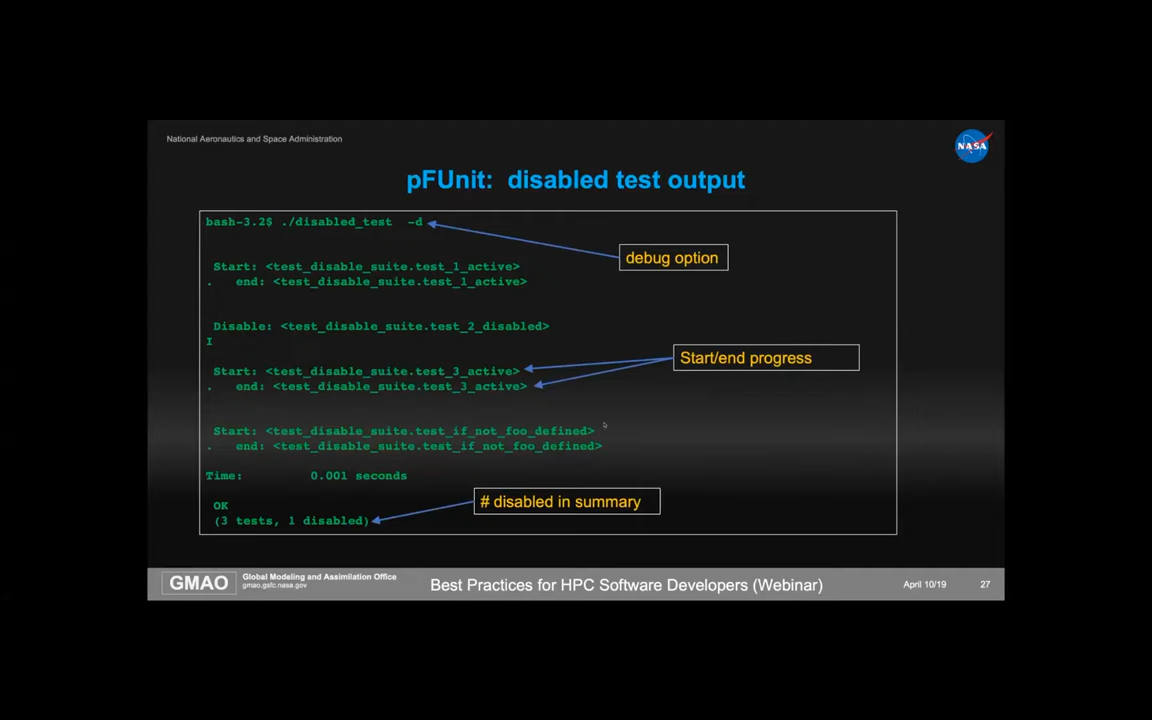 National Aeronautics and Space Administration
NASA
pFUnit: disabled test output
bash-3.2$ ./disabled_test -d
debug option
Start: <test_disable_suite.test_1_active>
. end: <test_disable_suite.test_1_active>
Disable: <test_disable_suite.test_2_disabled>
I
Start/end progress
Start: <test_disable_suite.test_3_active>
. end: <test_disable_suite.test_3_active>
Start: <test_disable_suite.test_if_not_foo_defined>
. end: <test_disable_suite.test_if_not_foo_defined>
Time: 0.001 seconds
# disabled in summary
OK
(3 tests, 1 disabled)
GMAO
Global Modeling and Assimilation Office
gmao.gsfc.nasa.gov
Best Practices for HPC Software Developers (Webinar)
April 10/19
27